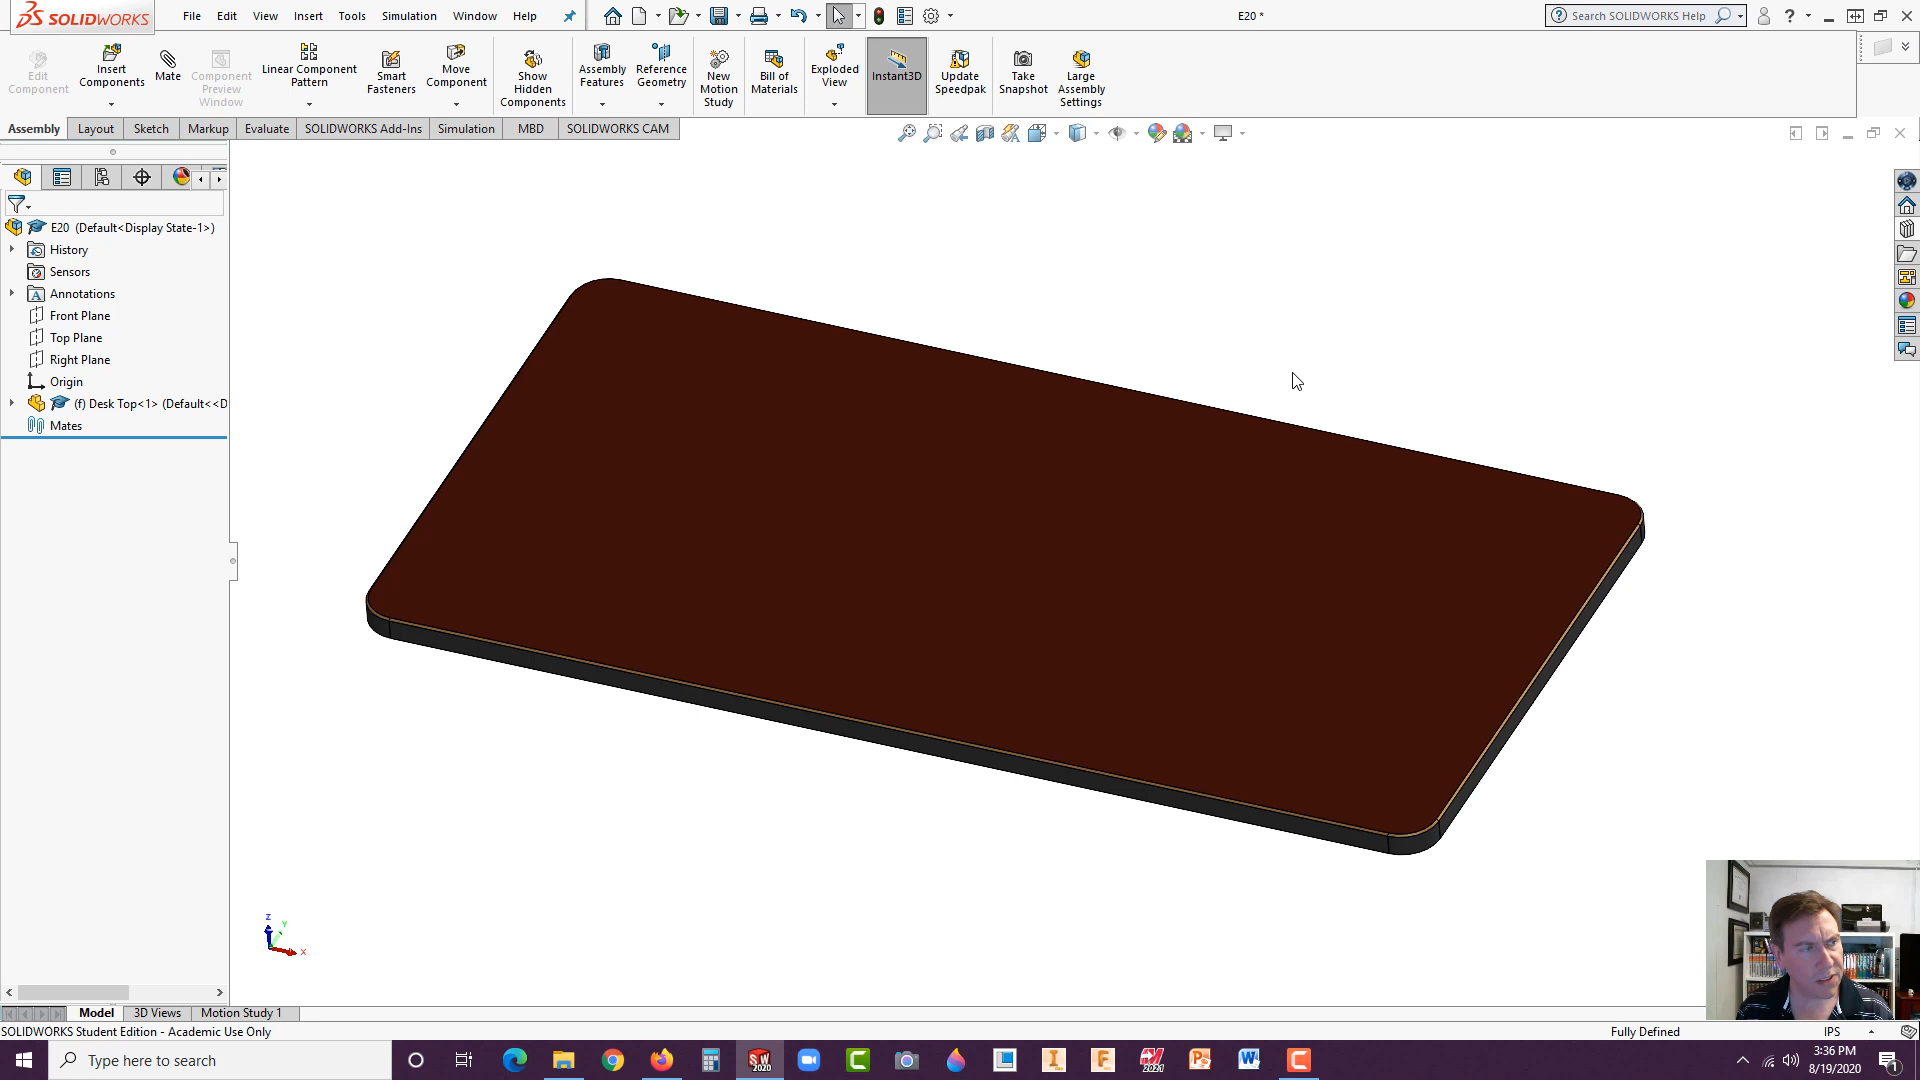 SOLIDWORKS
File Edit View Insert Tools Simulation Window Help
E20 *
Search SOLIDWORKS Help
Edit Component
Insert Components
Mate
Component Preview Window
Linear Component Pattern
Smart Fasteners
Move Component
Show Hidden Components
Assembly Features
Reference Geometry
New Motion Study
Bill of Materials
Exploded View
Instant3D
Update Speedpak
Take Snapshot
Large Assembly Settings
Assembly Layout Sketch Markup Evaluate SOLIDWORKS Add-Ins Simulation MBD SOLIDWORKS CAM
E20 (Default<Display State-1>)
History
Sensors
Annotations
Front Plane
Top Plane
Right Plane
Origin
(f) Desk Top<1> (Default<<D
Mates
Z
Y
X
Model 3D Views Motion Study 1
SOLIDWORKS Student Edition - Academic Use Only
Fully Defined
IPS
Type here to search
SW 2020
2021
3:36 PM
8/19/2020
1